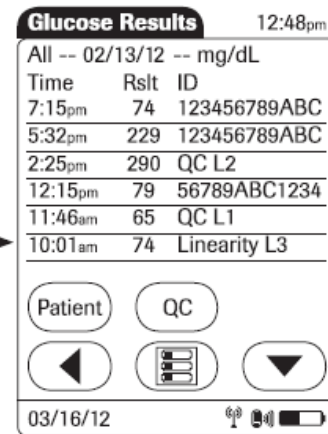 Glucose Results 12:48pm
All -- 02/13/12 -- mg/dL
Time Rslt ID
7:15pm 74 123456789ABC
5:32pm 229 123456789ABC
2:25pm 290 QC L2
12:15pm 79 56789ABC1234
11:46am 65 QC L1
10:01am 74 Linearity L3
Patient QC
03/16/12